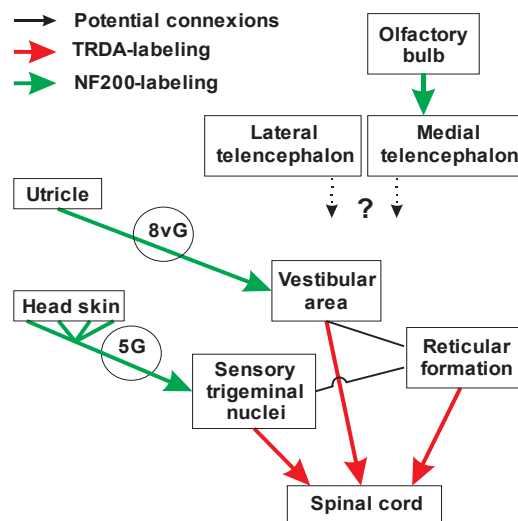 Potential connexions
TRDA-labeling
NF200-labeling
Olfactory
bulb
Lateral
telencephalon
Medial
telencephalon
?
Utricle
8vG
Vestibular
area
Head skin
5G
Sensory
trigeminal
nuclei
Reticular
formation
Spinal cord